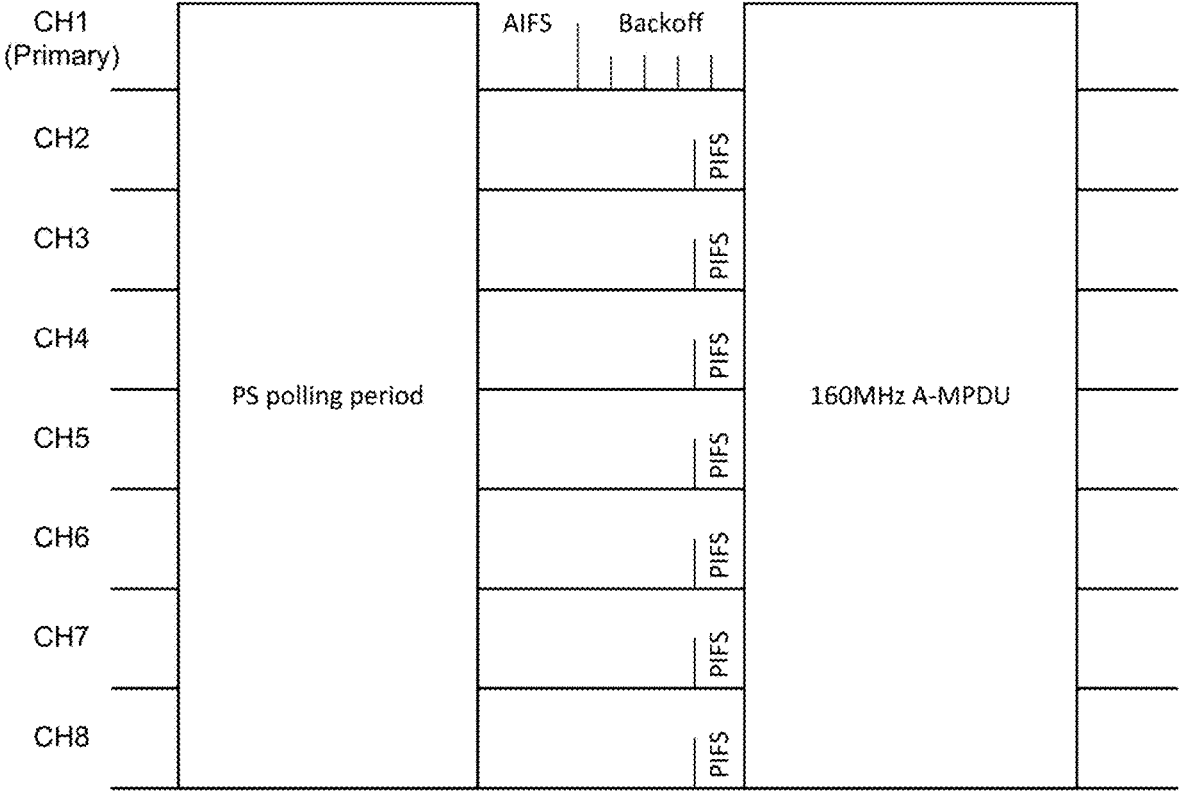 CH1
(Primary)
AIFS
Backoff
CH2
PIFS
CH3
PIFS
CH4
PIFS
PS polling period
160MHz A-MPDU
CH5
PIFS
CH6
PIFS
CH7
PIFS
CH8
PIFS